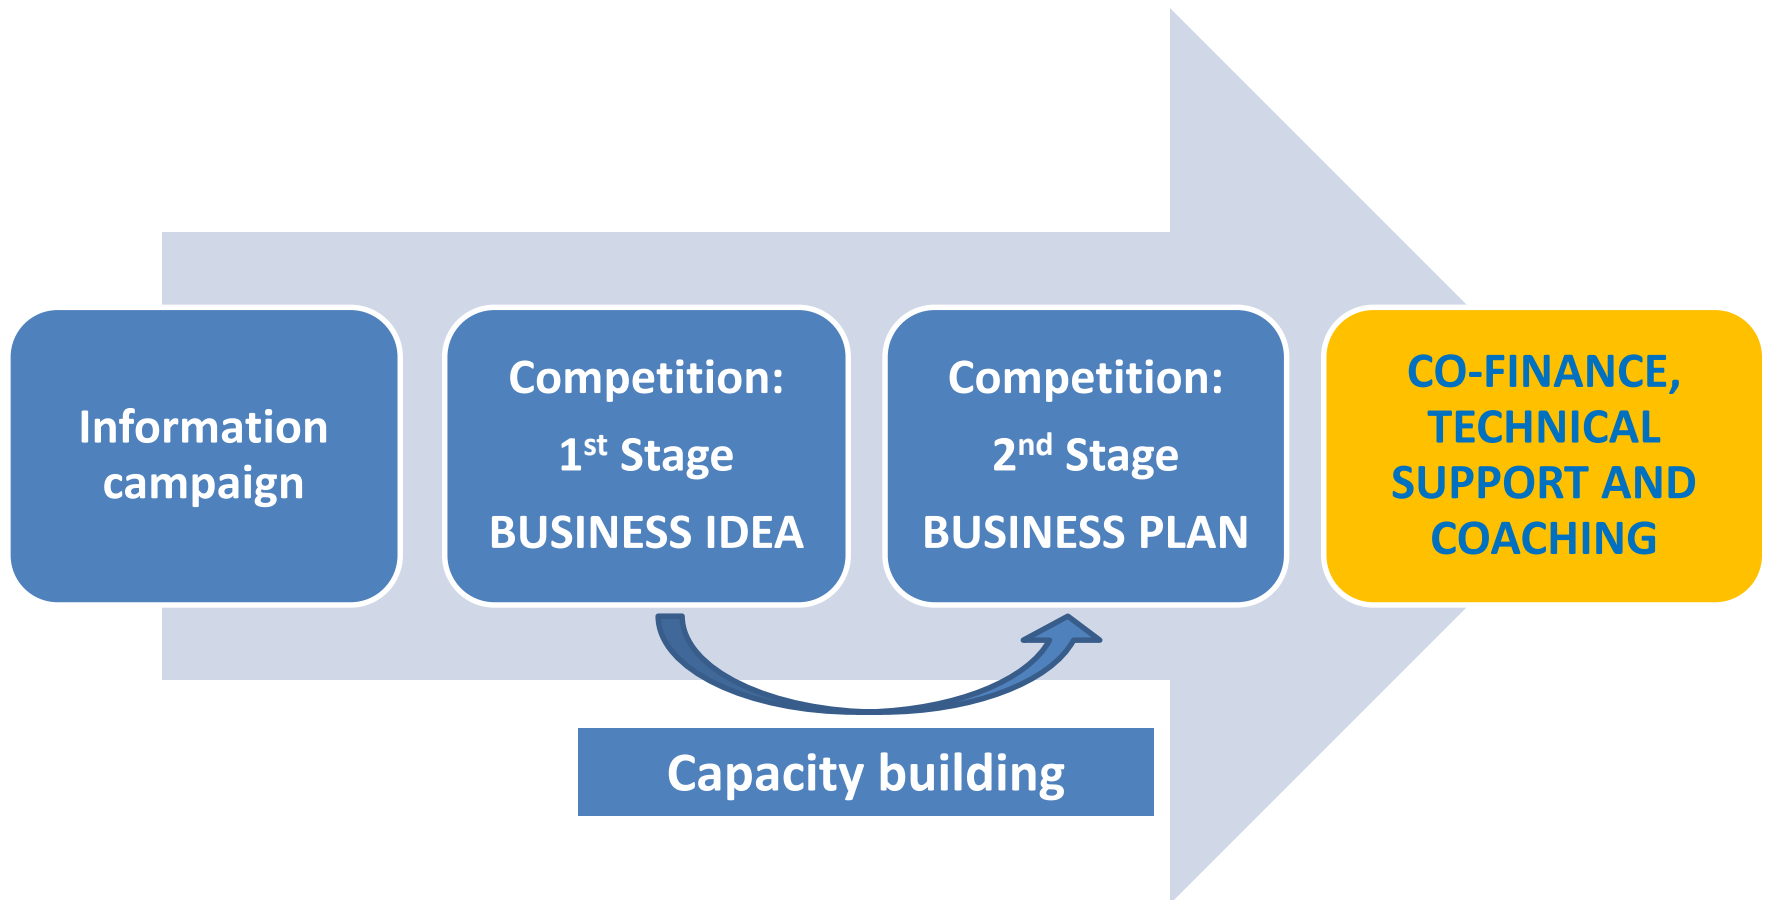 Information
campaign
Competition:
1st Stage
BUSINESS IDEA
Competition:
2nd Stage
BUSINESS PLAN
CO-FINANCE,
TECHNICAL
SUPPORT AND
COACHING
Capacity building